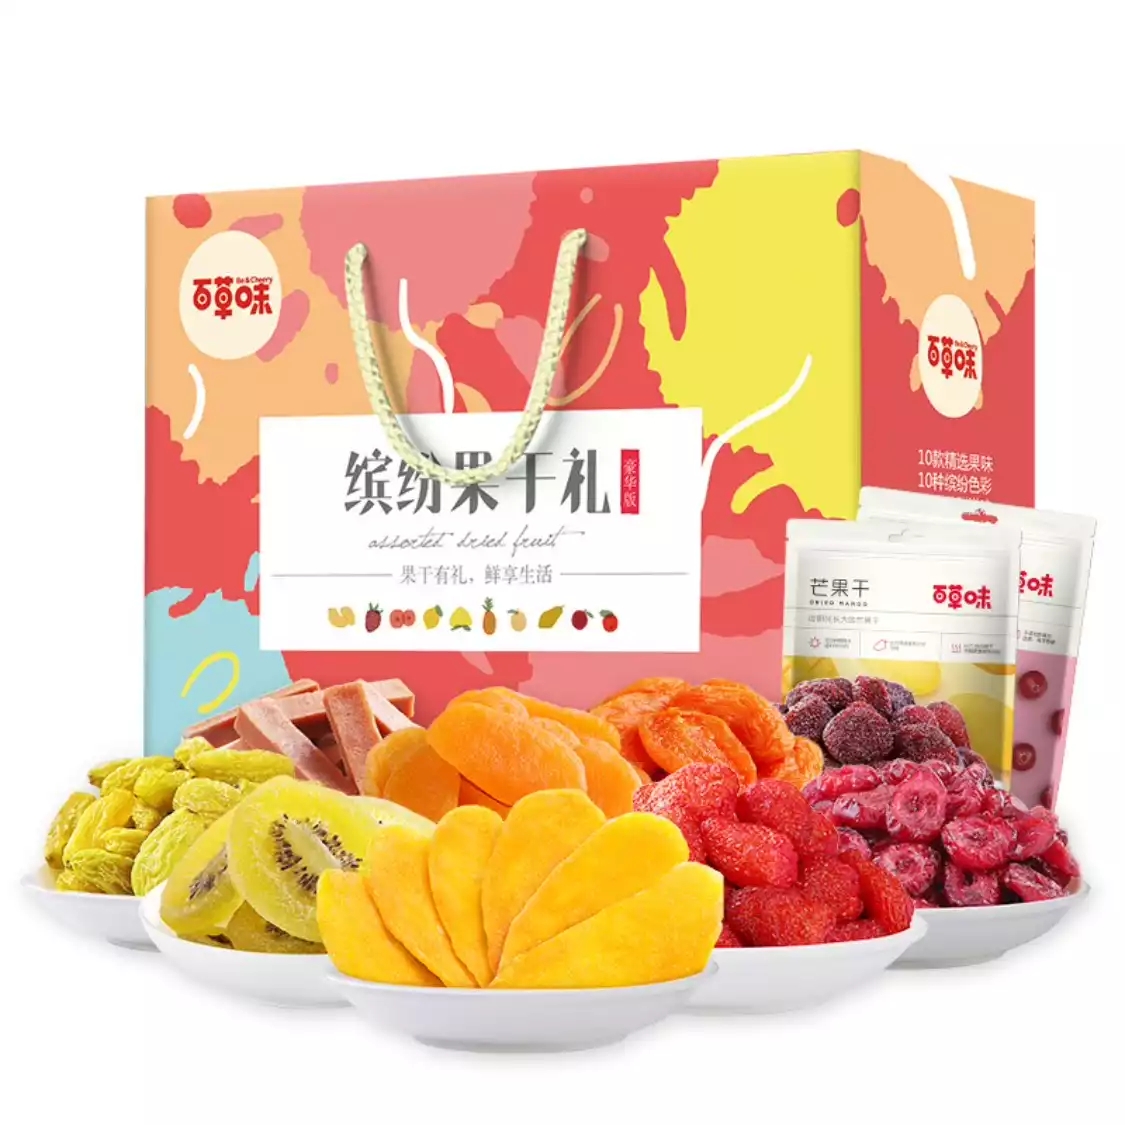 Be & Cheery
百草味
缤纷果干礼
豪华版
assorted dried fruit
果干有礼，鲜享生活
Be & Cheery
百草味
10款精选果味
10种缤纷色彩
芒果干
DRIED MANGO
百草味
草味